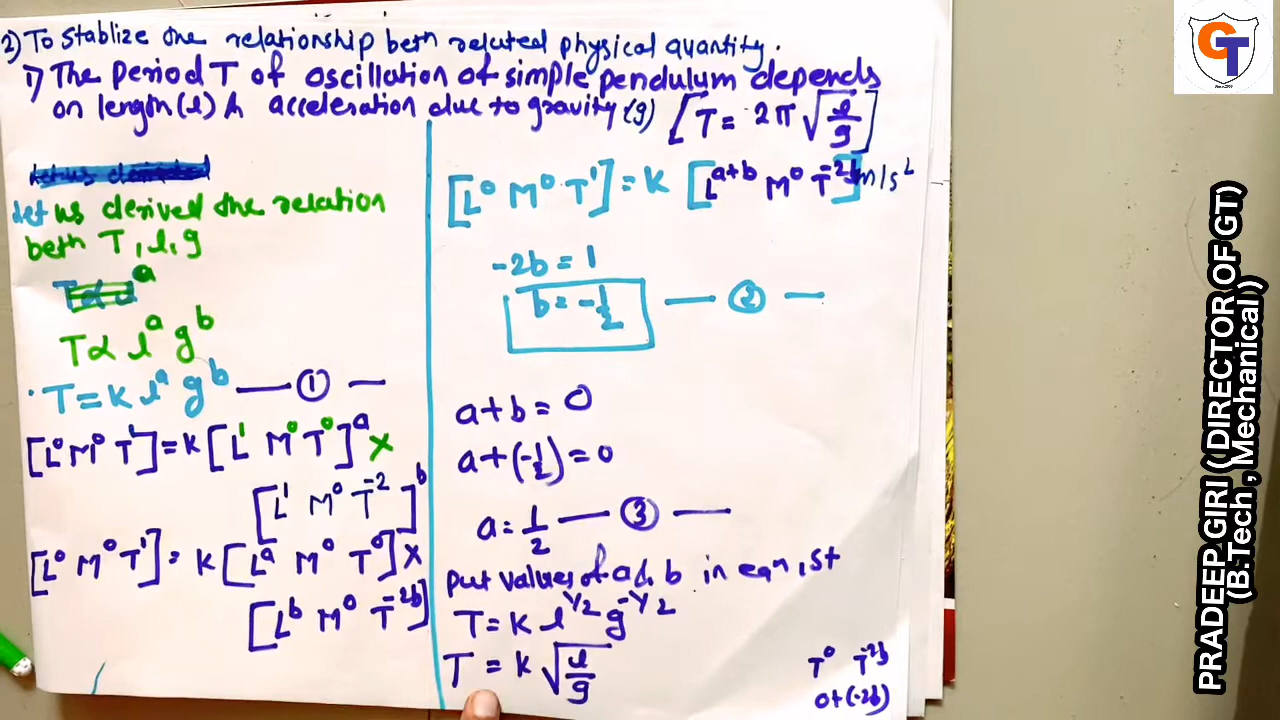 2) To Stablize the relationship betn related physical quantity.
i) The period T of oscillation of simple pendulum depends
on length(l) & acceleration due to gravity (g) [T = 2π √(l/g)]
Let us derived the relation
betn T, l, g
T ∝ l^a g^b
T = K l^a g^b — ① —
[L⁰ M⁰ T¹] = K [L¹ M⁰ T⁰]^a ×
[L¹ M⁰ T⁻²]^b
[L⁰ M⁰ T¹] = K [L^a M⁰ T⁰] ×
[L^b M⁰ T^-2b]
[L⁰ M⁰ T¹] = K [L^a+b M⁰ T^-2b] m/s²
-2b = 1
b = -1/2 — ② —
a + b = 0
a + (-1/2) = 0
a = 1/2 — ③ —
put values of a & b in eqn 1st
T = K l^1/2 g^-1/2
T = K √(l/g)
T⁰ T^-2b
0+(-2b)
GT
PRADEEP GIRI ( DIRECTOR OF GT)
(B.Tech , Mechanical)